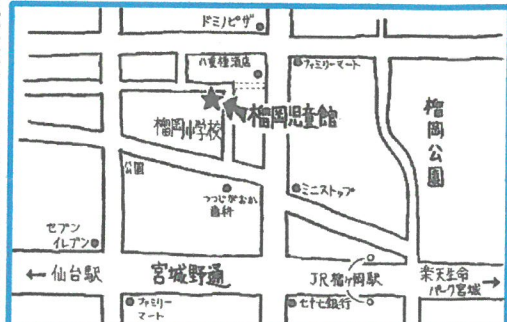 ドミノピザ
八重種酒店
ファミリーマート
榴岡児童館
榴岡小学校
榴岡公園
公園
つつじがおか
歯科
ミニストップ
セブン
イレブン
← 仙台駅
宮城野通
JR榴ヶ岡駅
楽天生命
パーク宮城 →
ファミリー
マート
七十七銀行